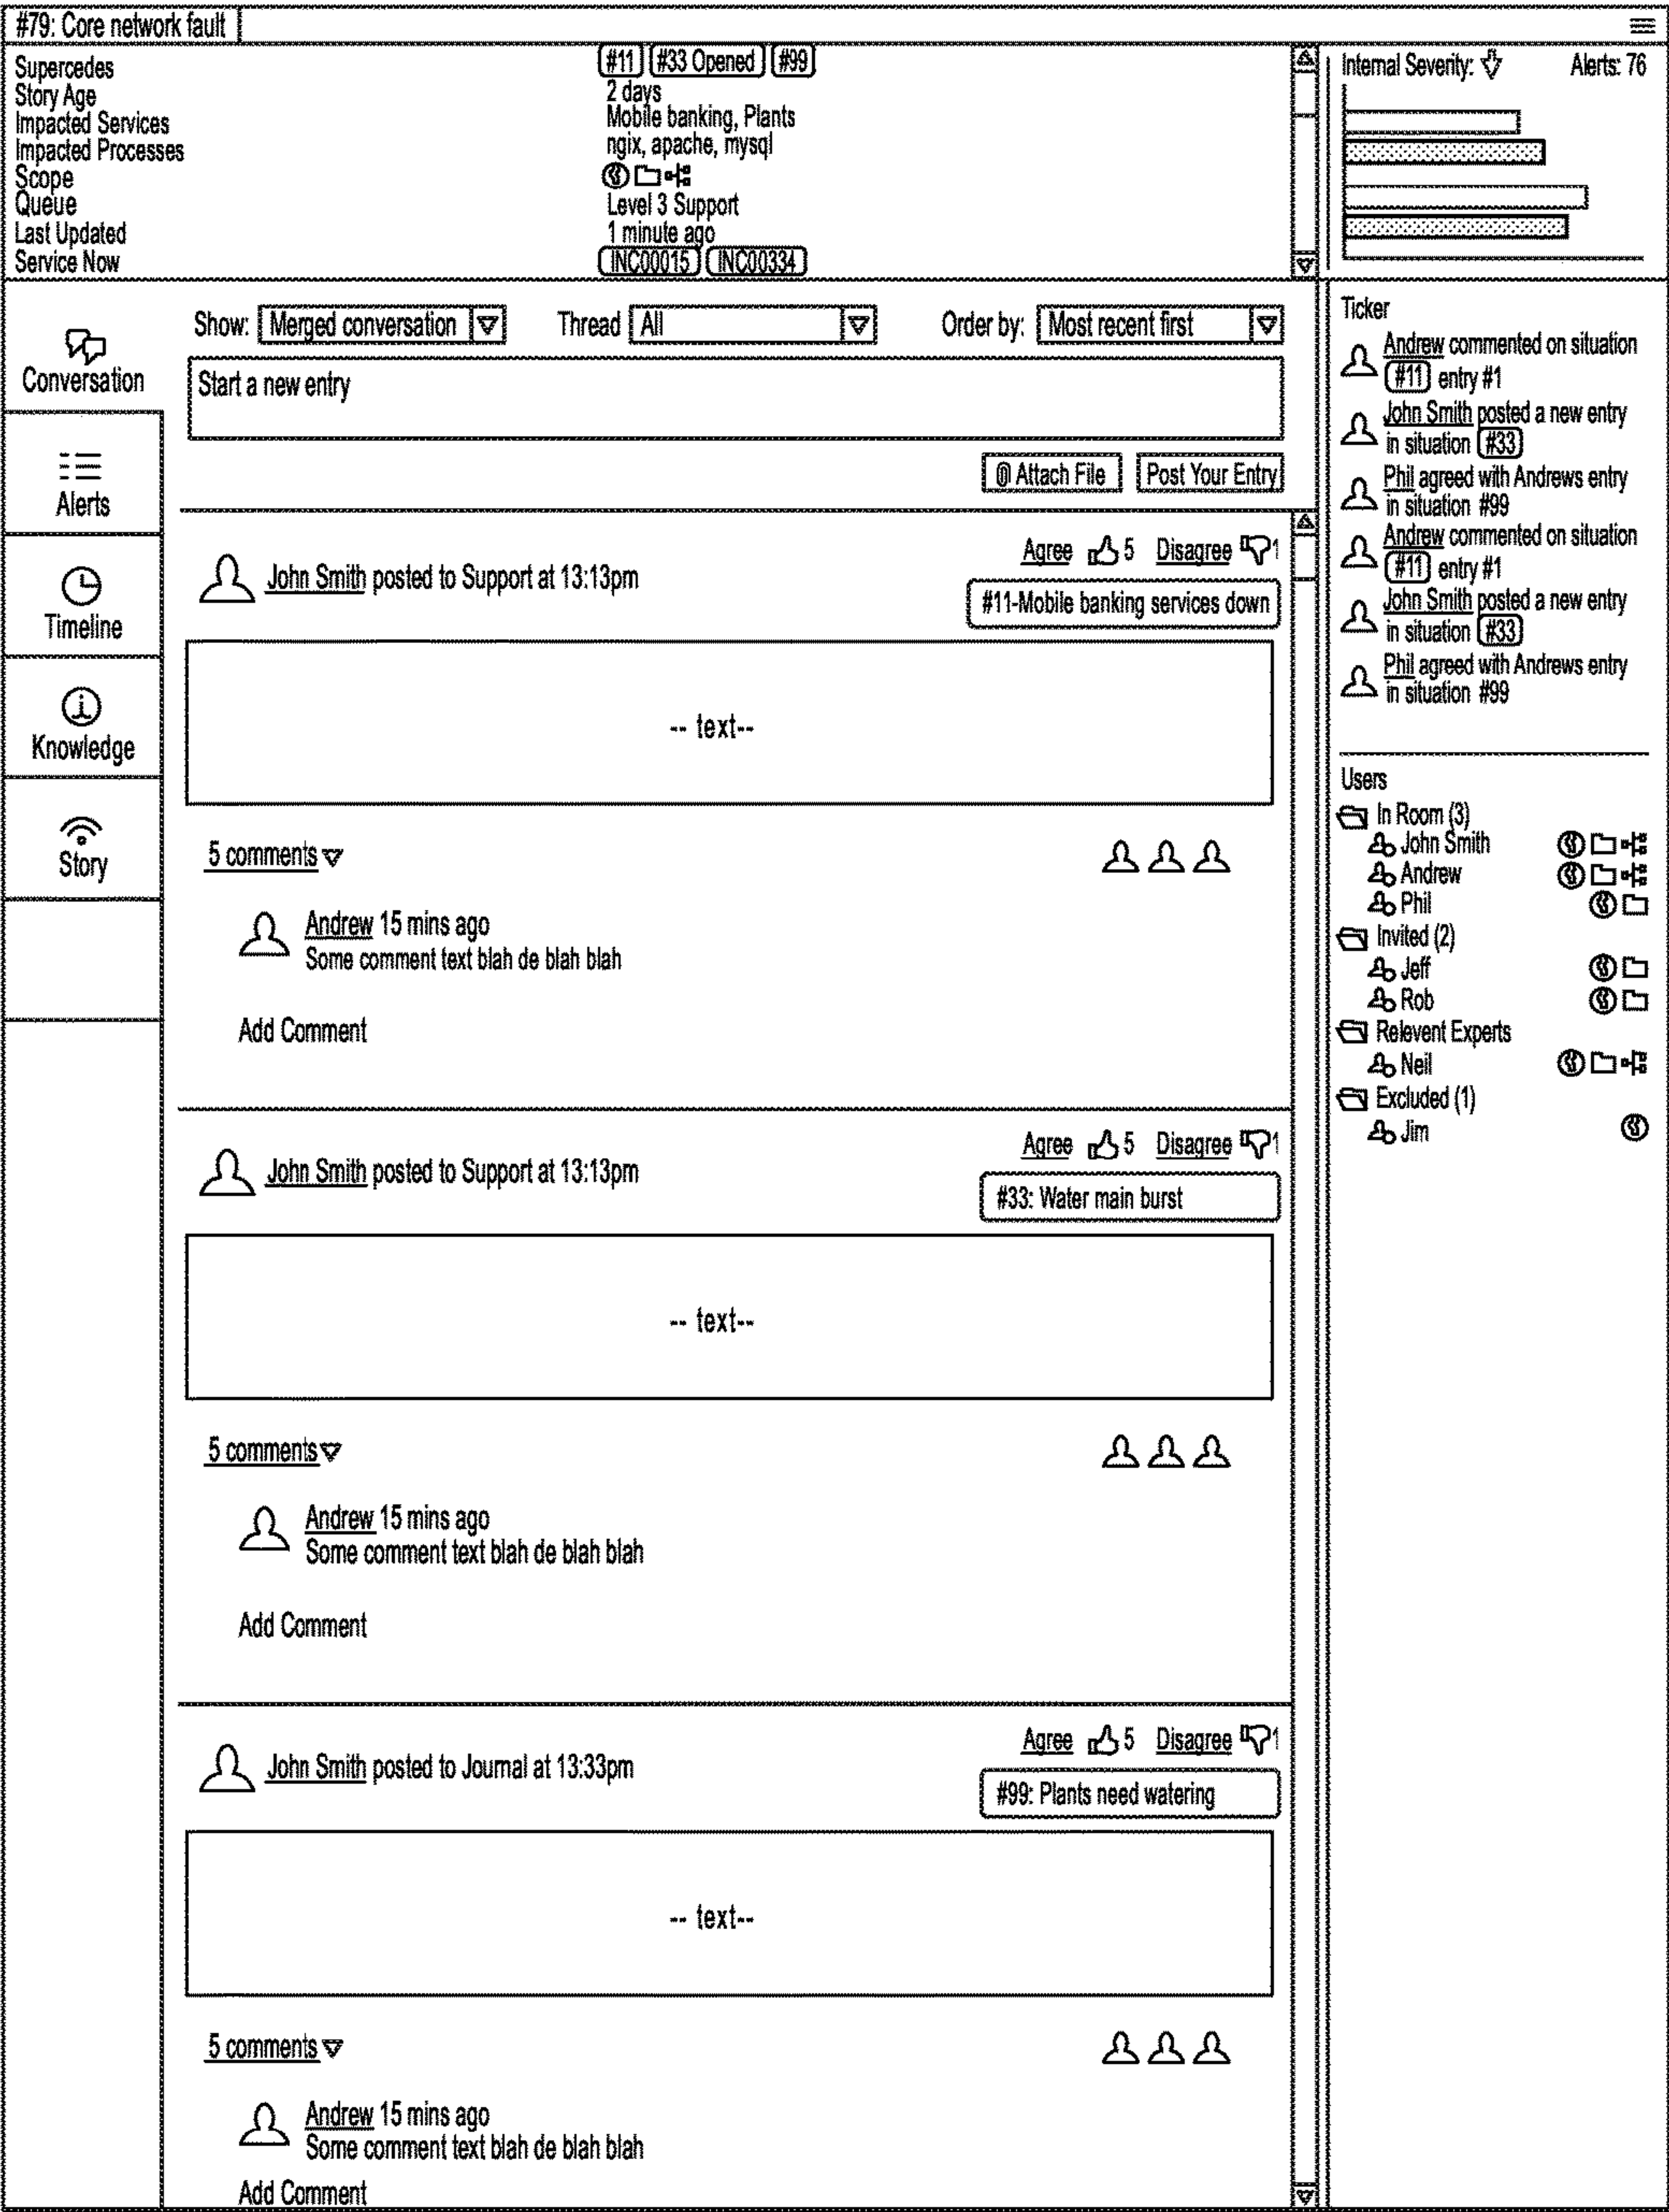 #79: Core network fault
Supercedes #11 #33 Opened #99
Story Age 2 days
Impacted Services Mobile banking, Plants
Impacted Processes ngix, apache, mysql
Scope
Queue Level 3 Support
Last Updated 1 minute ago
Service Now INC00015 INC00334
Internal Severity: Alerts: 76
Conversation
Alerts
Timeline
Knowledge
Story
Show: Merged conversation Thread All Order by: Most recent first
Start a new entry
Attach File Post Your Entry
Agree 5 Disagree 1
John Smith posted to Support at 13:13pm
#11-Mobile banking services down
-- text--
5 comments
Andrew 15 mins ago
Some comment text blah de blah blah
Add Comment
Agree 5 Disagree 1
John Smith posted to Support at 13:13pm
#33: Water main burst
-- text--
5 comments
Andrew 15 mins ago
Some comment text blah de blah blah
Add Comment
Agree 5 Disagree 1
John Smith posted to Journal at 13:33pm
#99: Plants need watering
-- text--
5 comments
Andrew 15 mins ago
Some comment text blah de blah blah
Add Comment
Ticker
Andrew commented on situation
#11 entry #1
John Smith posted a new entry
in situation #33
Phil agreed with Andrews entry
in situation #99
Andrew commented on situation
#11 entry #1
John Smith posted a new entry
in situation #33
Phil agreed with Andrews entry
in situation #99
Users
In Room (3)
John Smith
Andrew
Phil
Invited (2)
Jeff
Rob
Relevent Experts
Neil
Excluded (1)
Jim